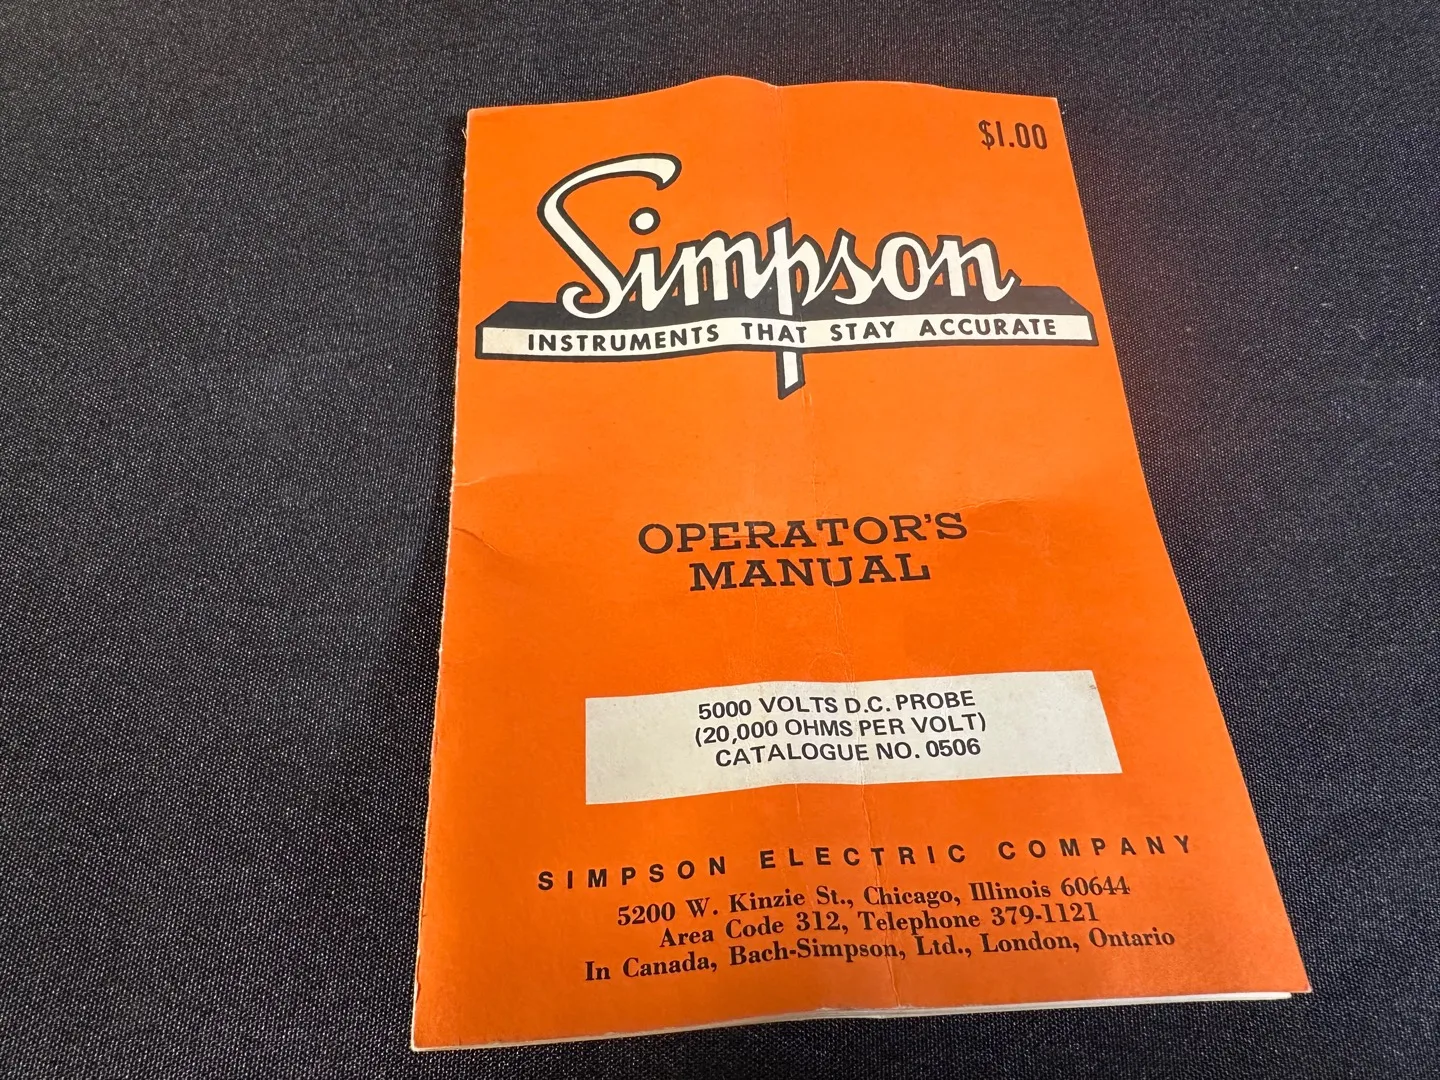 $1.00
Simpson
INSTRUMENTS THAT STAY ACCURATE
OPERATOR'S
MANUAL
5000 VOLTS D.C. PROBE
(20,000 OHMS PER VOLT)
CATALOGUE NO. 0506
SIMPSON ELECTRIC COMPANY
5200 W. Kinzie St., Chicago, Illinois 60644
Area Code 312, Telephone 379-1121
In Canada, Bach-Simpson, Ltd., London, Ontario